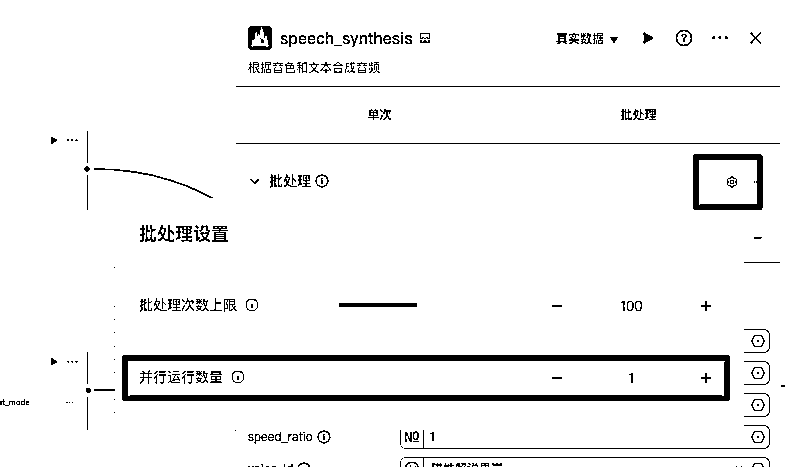 speech_synthesis
真实数据
根据音色和文本合成音频
单次 批处理
批处理
批处理设置
批处理次数上限 100
并行运行数量 1
t_mode
speed_ratio 1